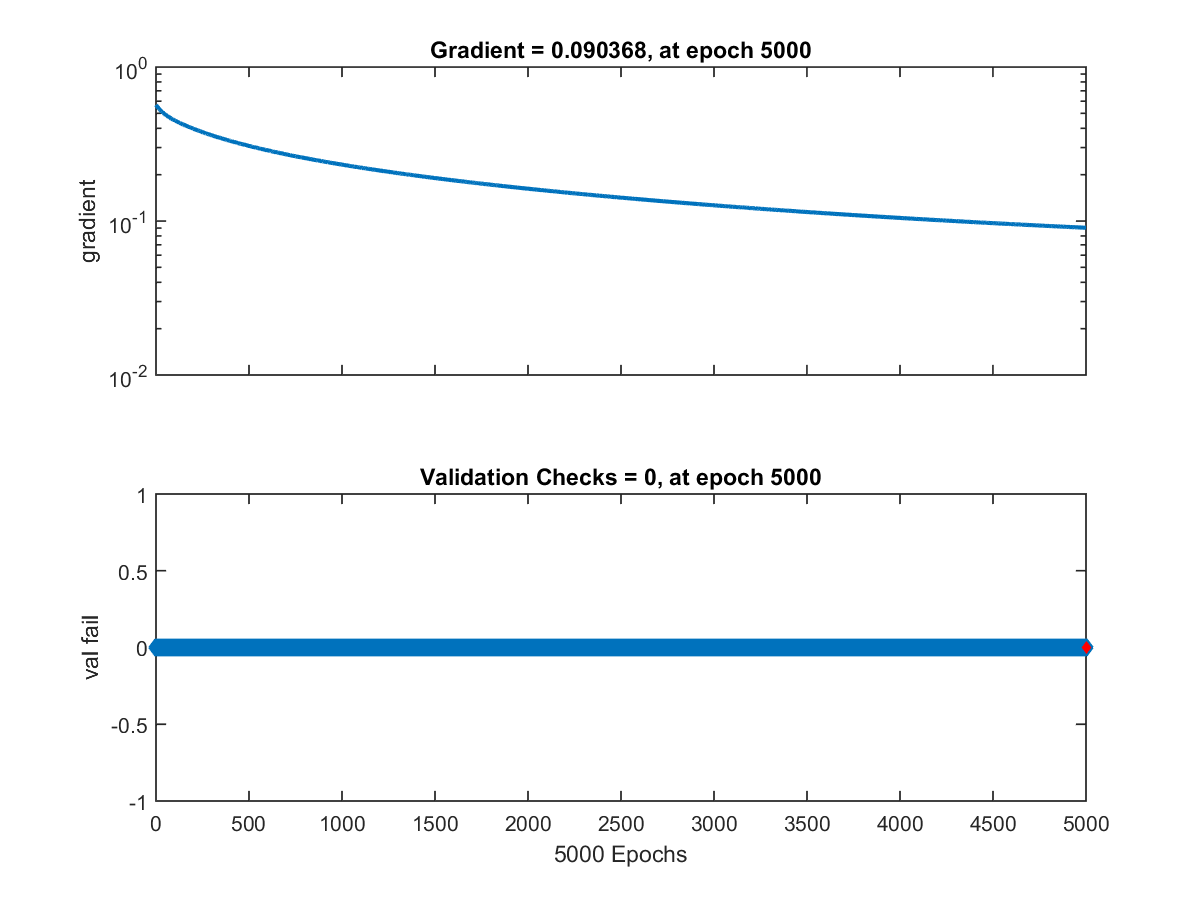 Gradient = 0.090368, at epoch 5000
10^0
10^-1
10^-2
gradient
Validation Checks = 0, at epoch 5000
1
0.5
0
-0.5
-1
val fail
0 500 1000 1500 2000 2500 3000 3500 4000 4500 5000
5000 Epochs